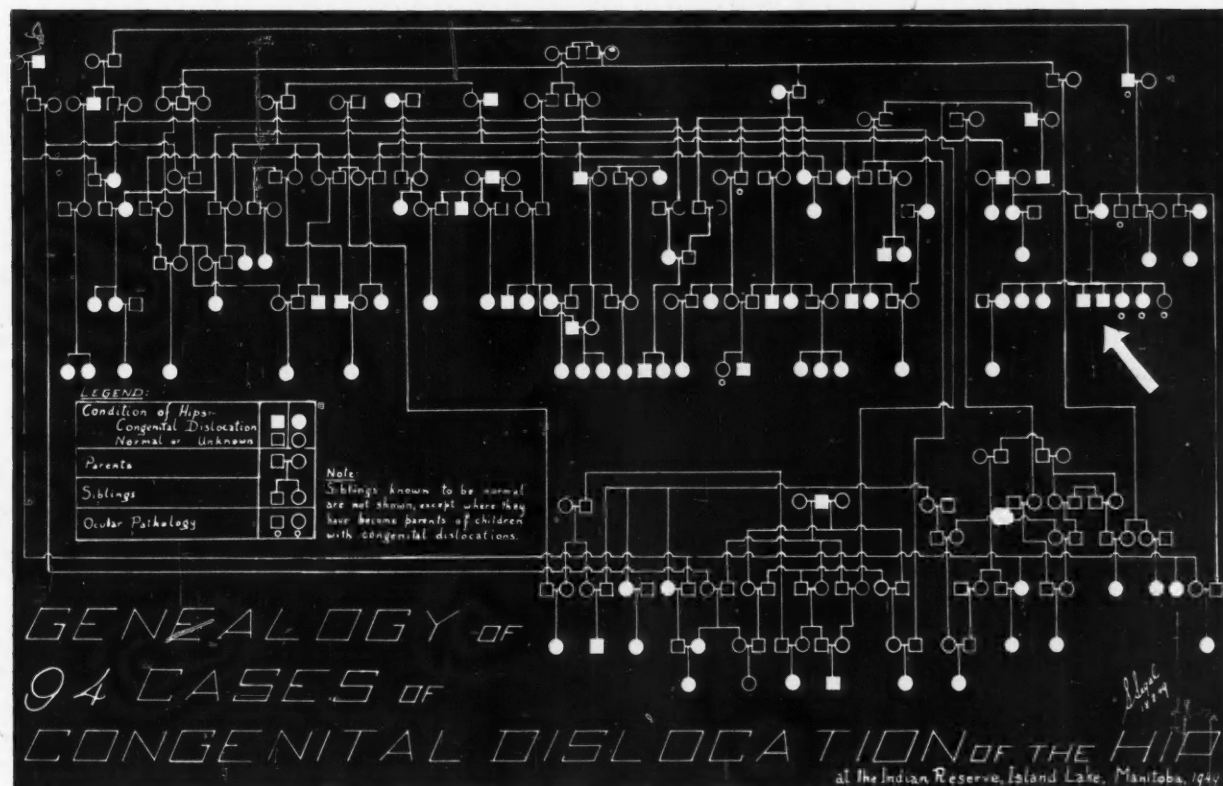 LEGEND:
Condition of Hips:-
Congenital Dislocation
Normal or Unknown
Parents
Siblings
Ocular Pathology
Note:
Siblings known to be normal
are not shown, except where they
have become parents of children
with congenital dislocations.
GENEALOGY OF
94 CASES OF
CONGENITAL DISLOCATION OF THE HIP
at the Indian Reserve, Island Lake, Manitoba, 194
S. Segal